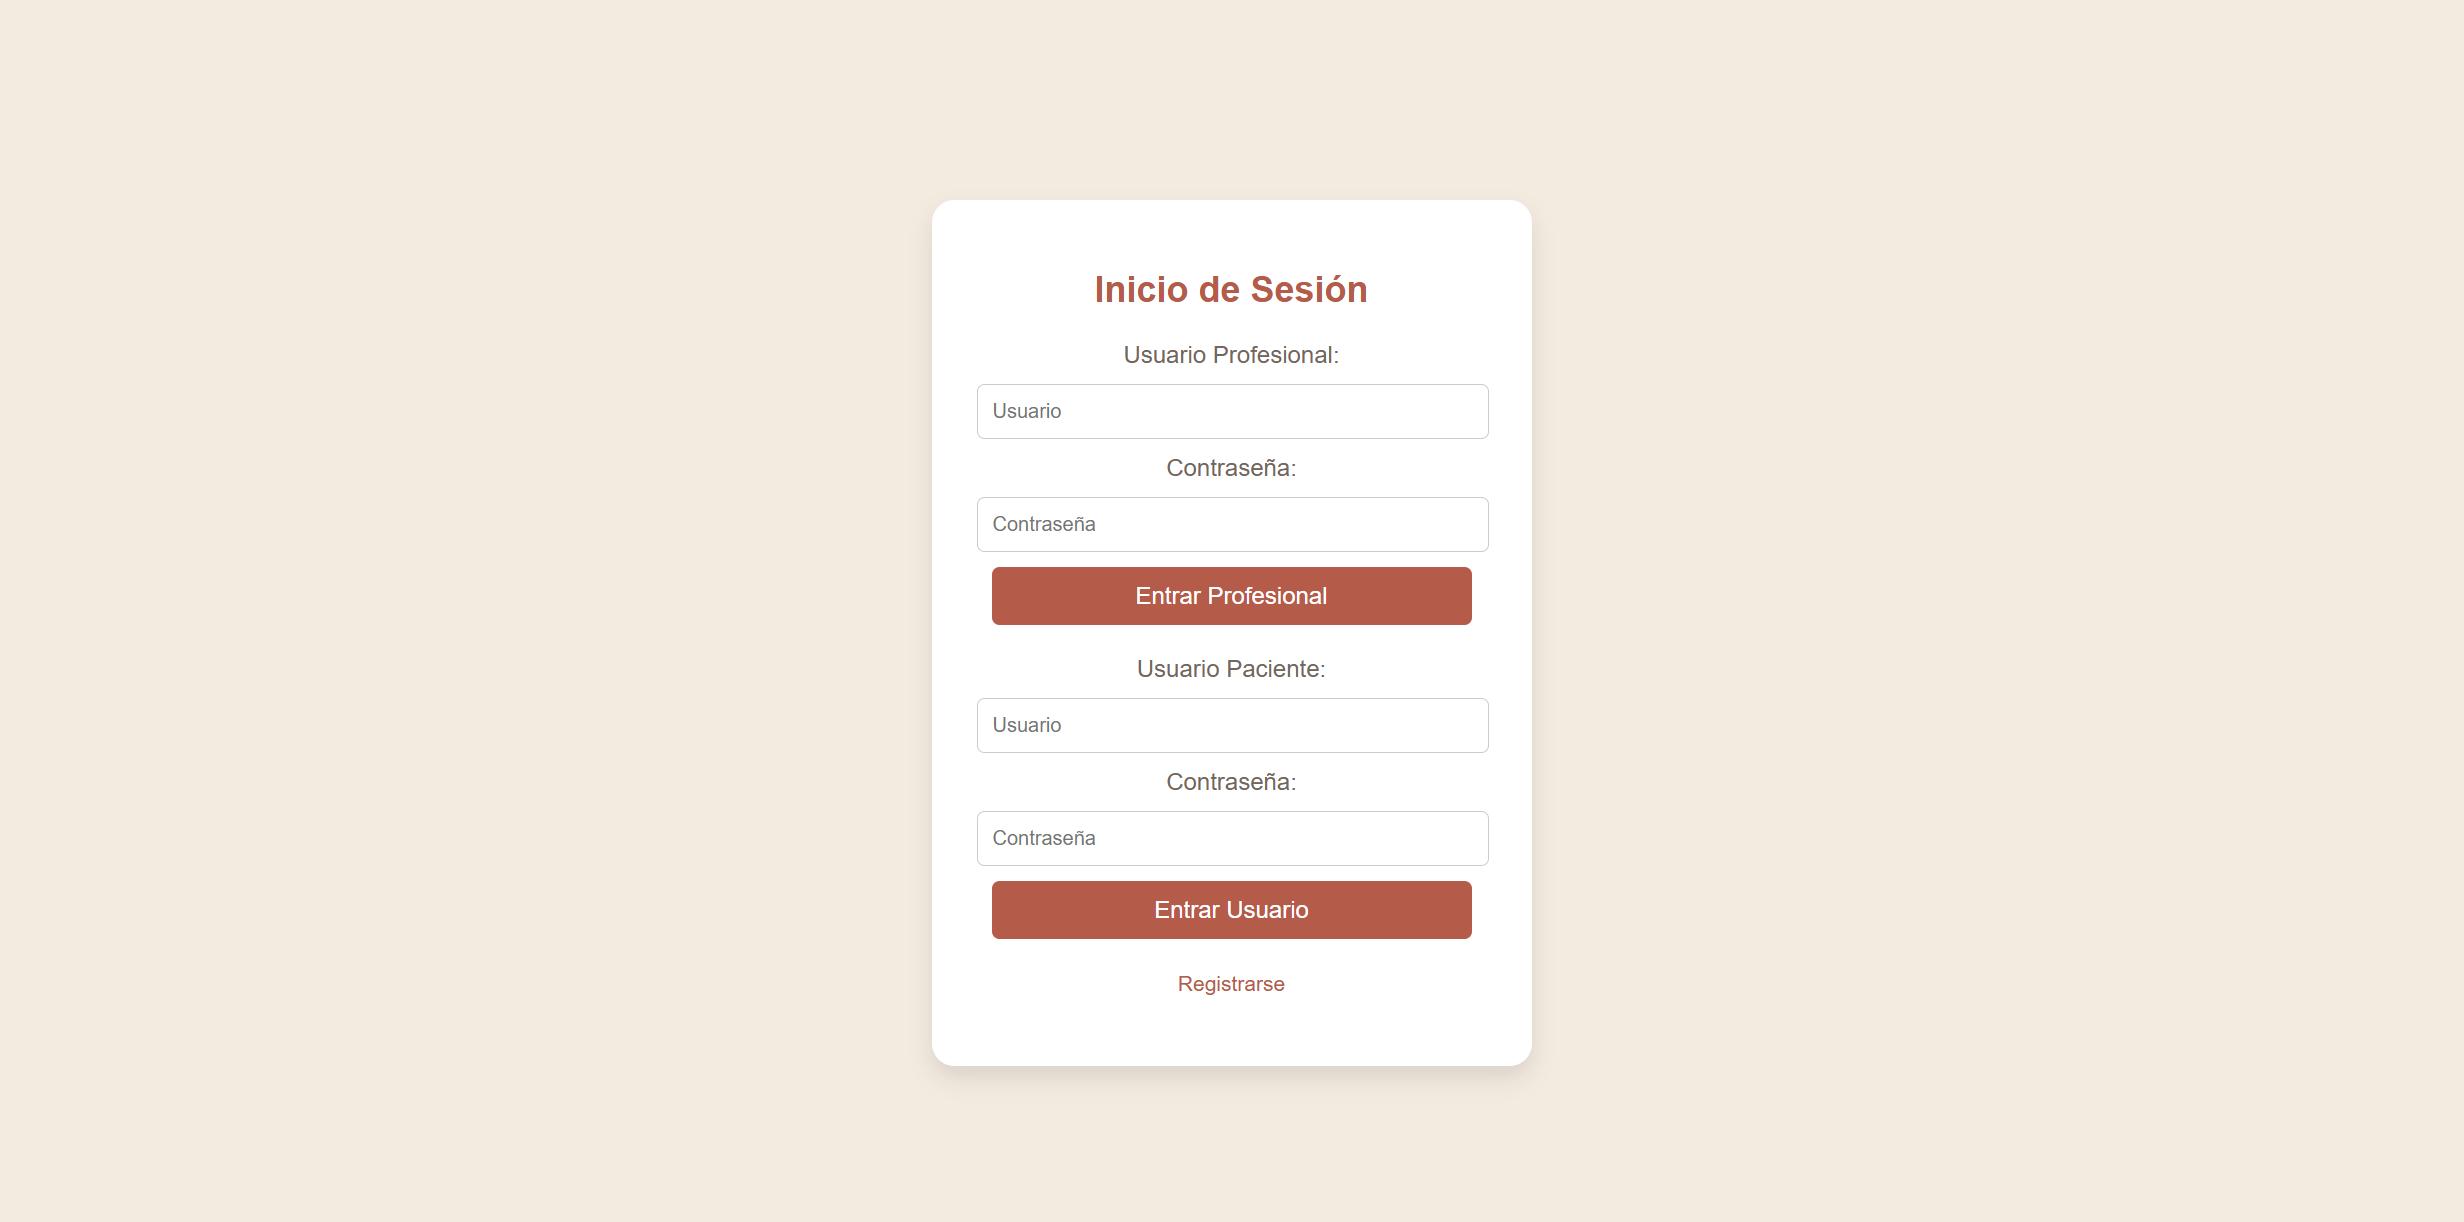 Inicio de Sesión
Usuario Profesional:
Usuario
Contraseña:
Contraseña
Entrar Profesional
Usuario Paciente:
Usuario
Contraseña:
Contraseña
Entrar Usuario
Registrarse